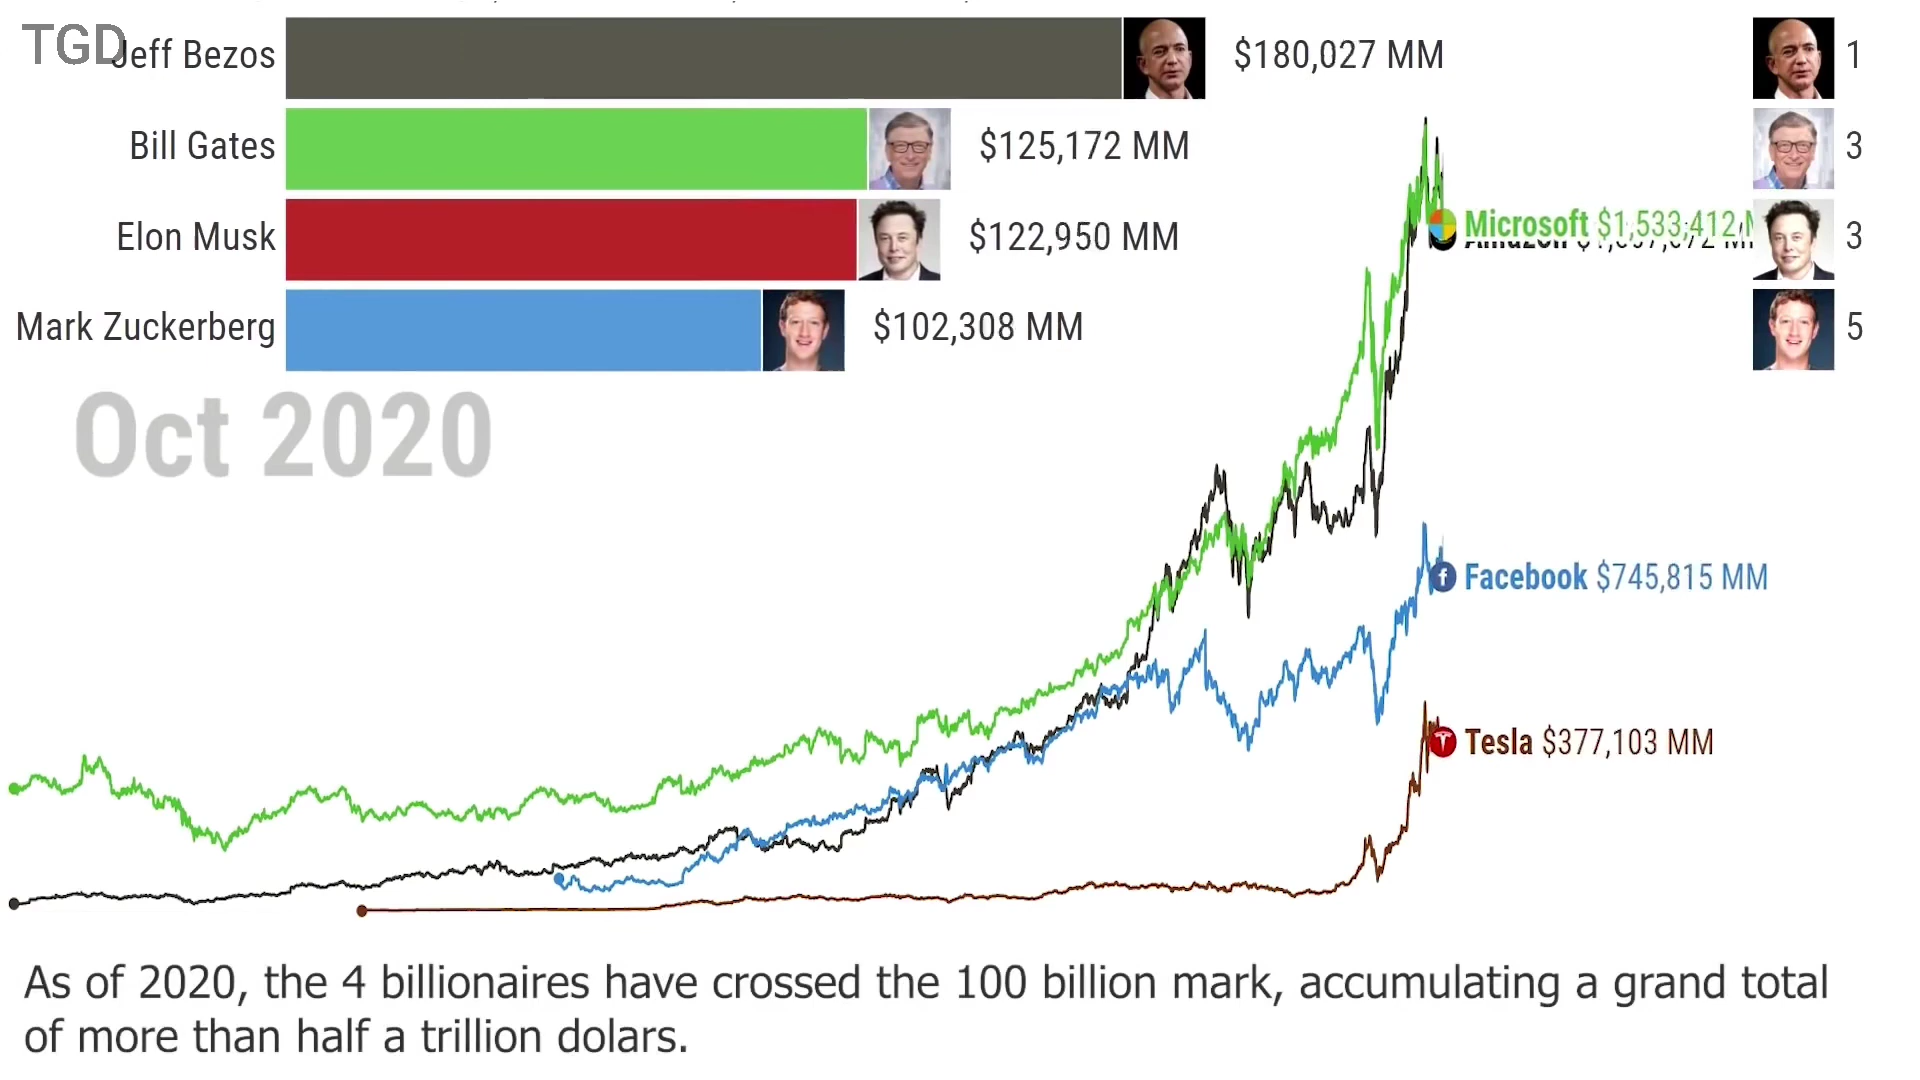 TGD
Jeff Bezos $180,027 MM 1
Bill Gates $125,172 MM 3
Elon Musk $122,950 MM 3
Mark Zuckerberg $102,308 MM 5
Oct 2020
Microsoft $1,533,412
Facebook $745,815 MM
Tesla $377,103 MM
As of 2020, the 4 billionaires have crossed the 100 billion mark, accumulating a grand total
of more than half a trillion dolars.